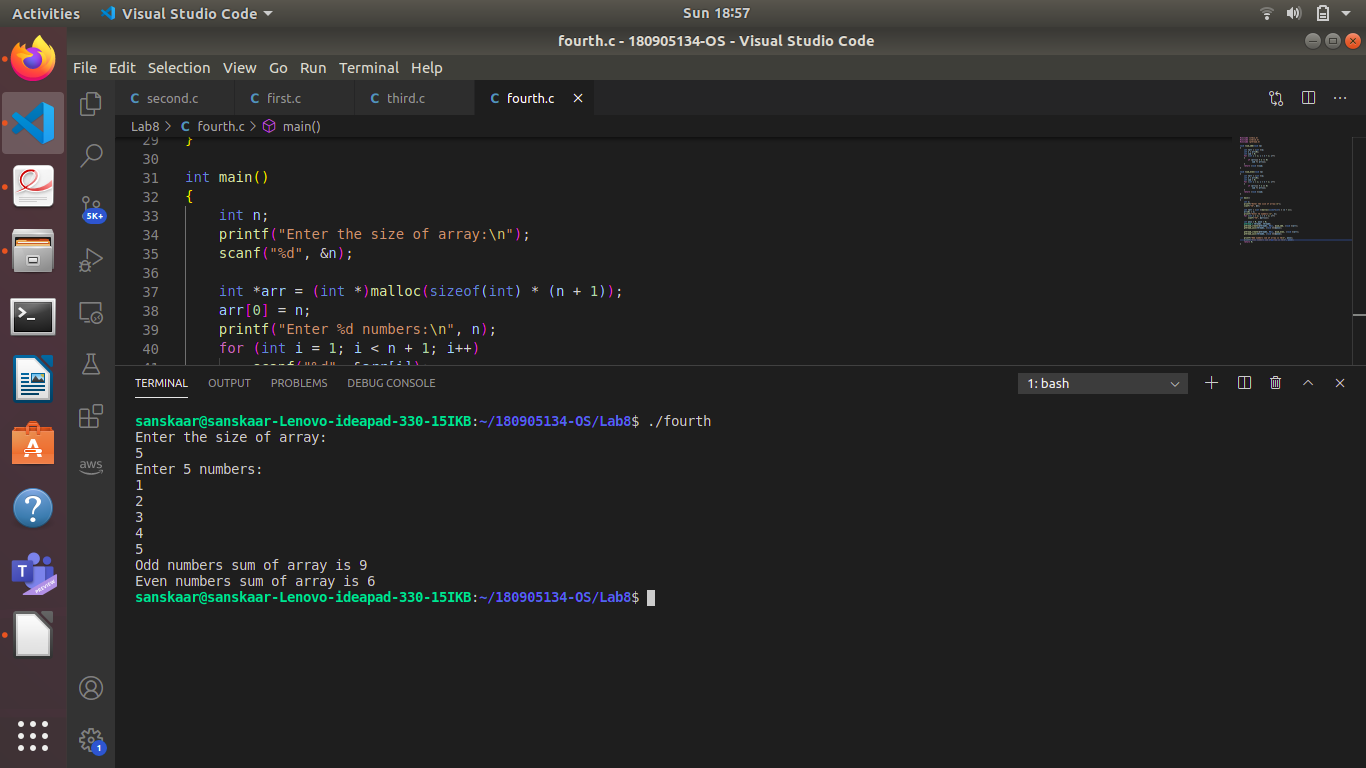 Activities Visual Studio Code Sun 18:57
fourth.c - 180905134-OS - Visual Studio Code
File Edit Selection View Go Run Terminal Help
C second.c C first.c C third.c C fourth.c
Lab8 > C fourth.c > main()
29 }
30
31 int main()
32 {
33 int n;
34 printf("Enter the size of array:\n");
35 scanf("%d", &n);
36
37 int *arr = (int *)malloc(sizeof(int) * (n + 1));
38 arr[0] = n;
39 printf("Enter %d numbers:\n", n);
40 for (int i = 1; i < n + 1; i++)
41 scanf("%d", &arr[i])
5K+
TERMINAL OUTPUT PROBLEMS DEBUG CONSOLE 1: bash
sanskaar@sanskaar-Lenovo-ideapad-330-15IKB:~/180905134-OS/Lab8$ ./fourth
Enter the size of array:
5
Enter 5 numbers:
1
2
3
4
5
Odd numbers sum of array is 9
Even numbers sum of array is 6
sanskaar@sanskaar-Lenovo-ideapad-330-15IKB:~/180905134-OS/Lab8$
aws
T
PREVIEW
1